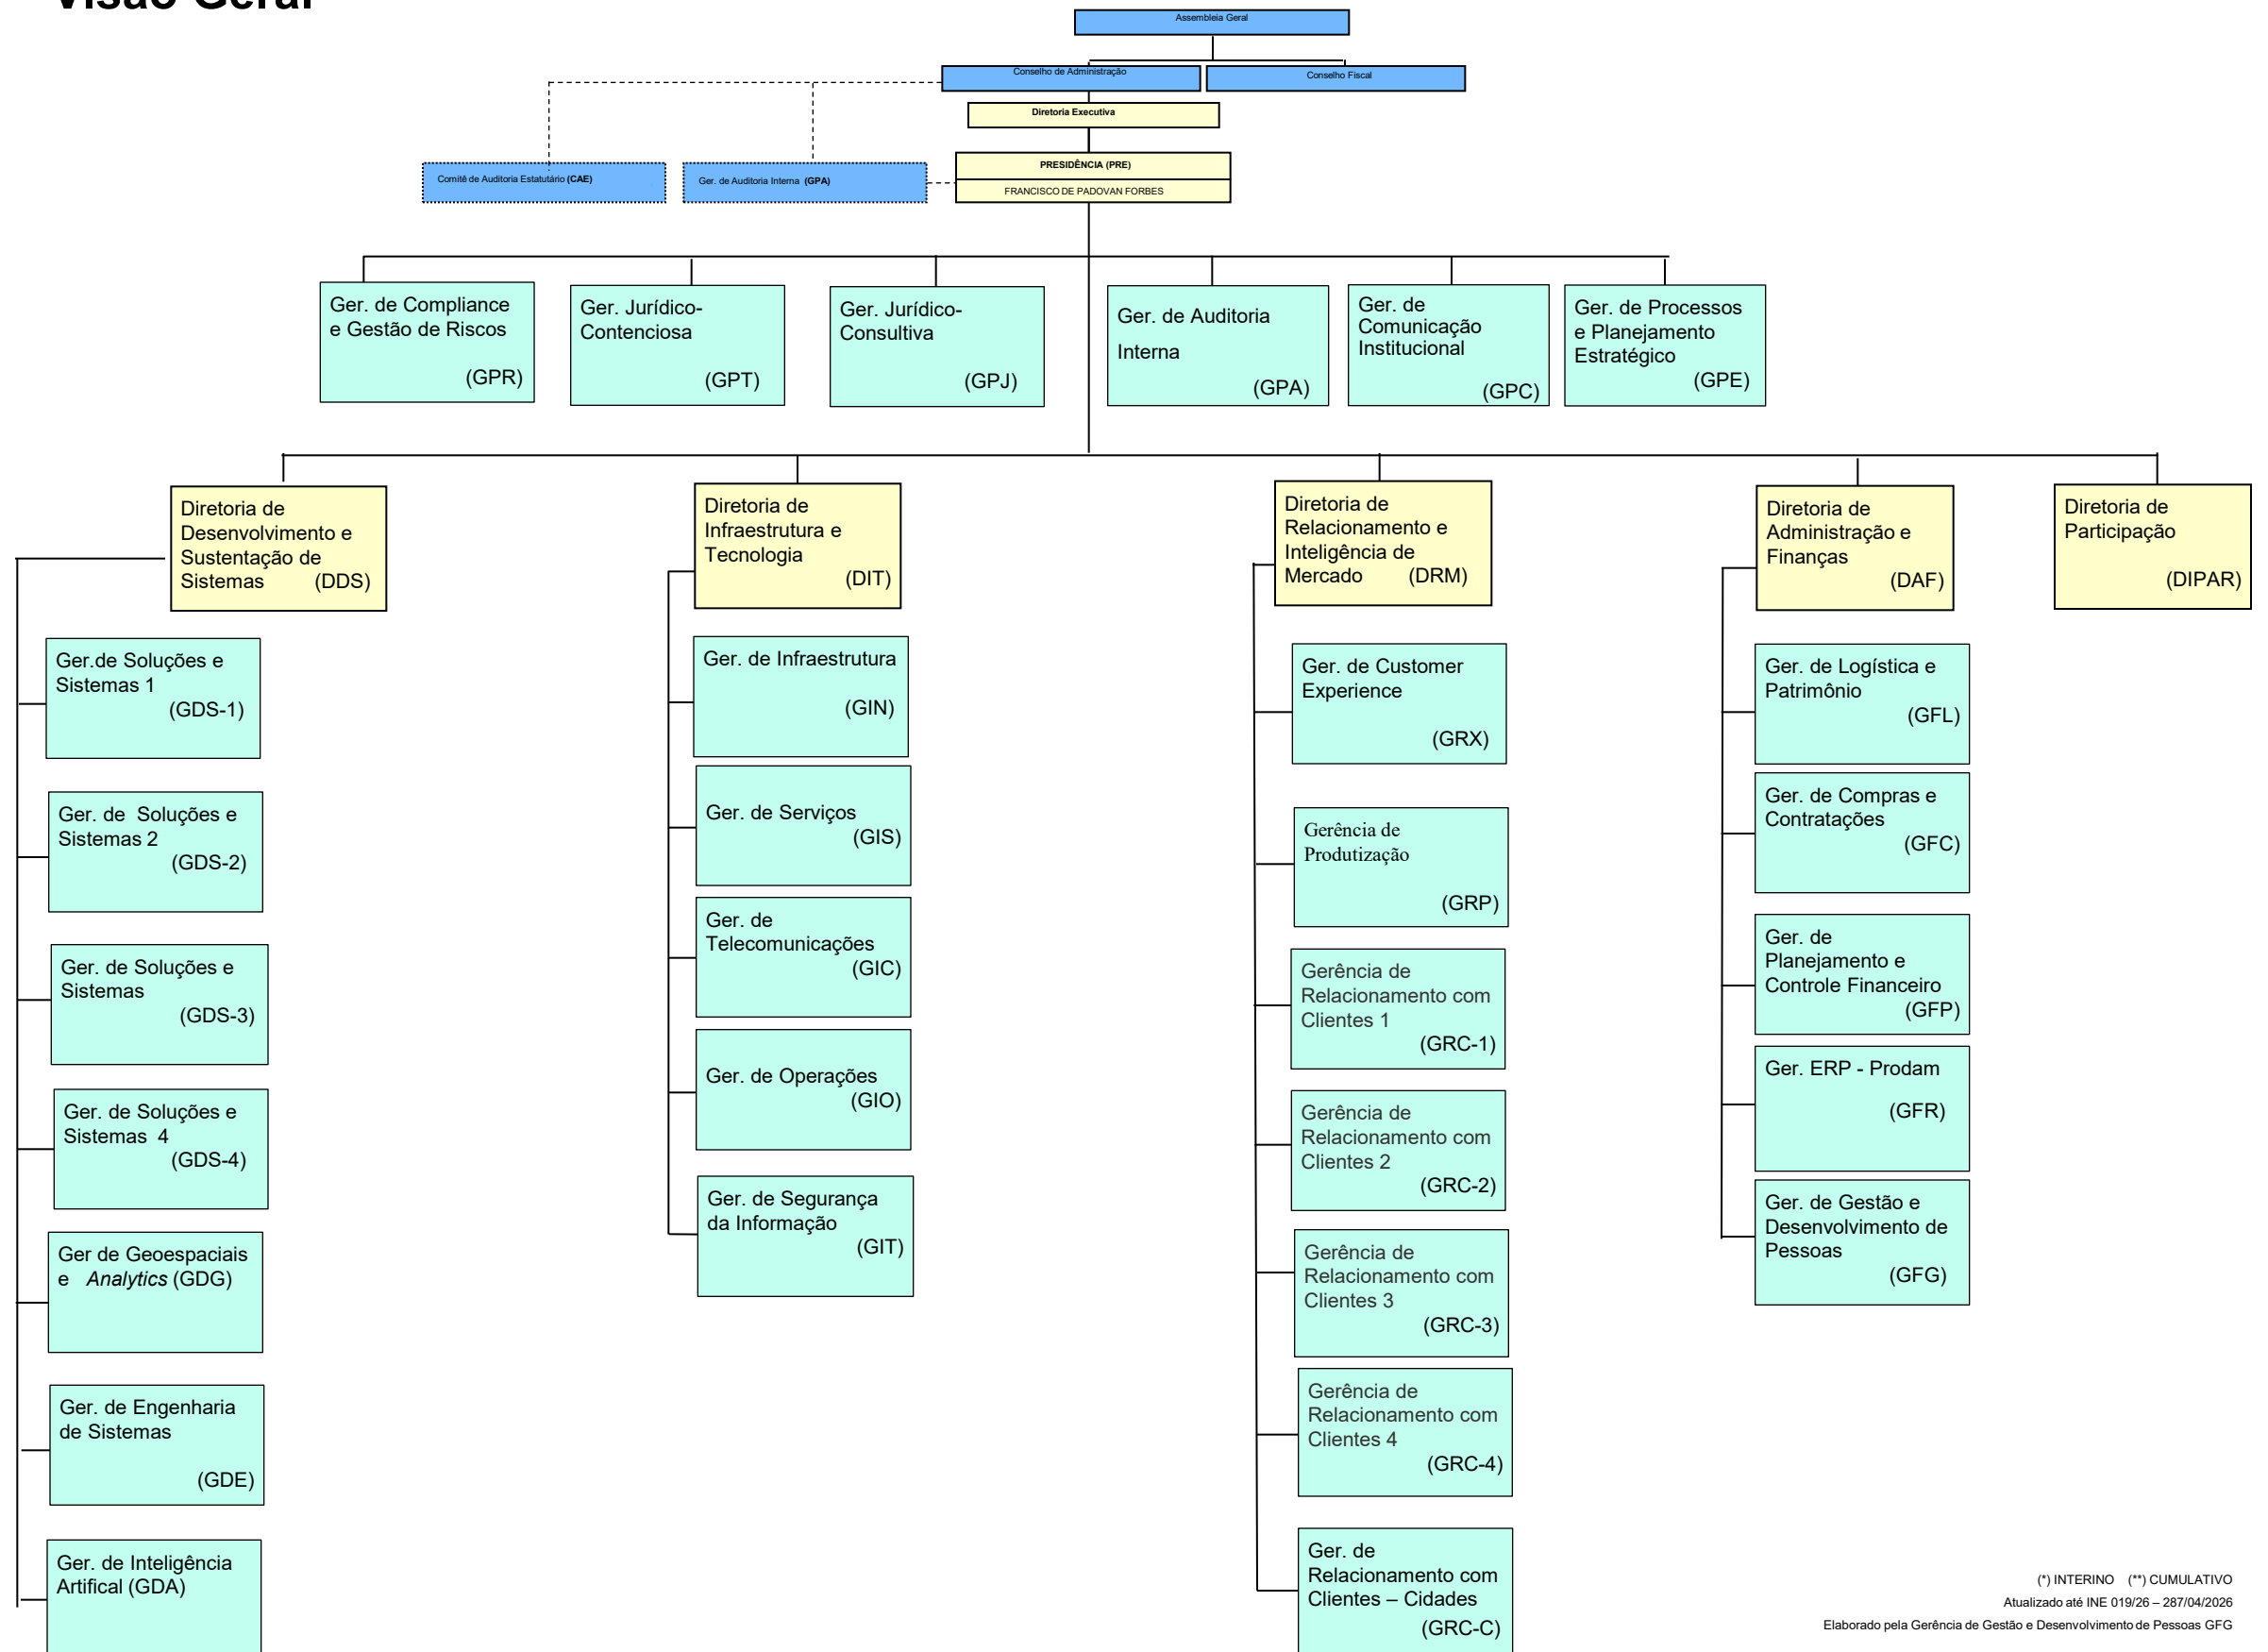 Visão Geral
Assembleia Geral
Conselho de Administração
Conselho Fiscal
Diretoria Executiva
PRESIDÊNCIA (PRE)
FRANCISCO DE PADOVAN FORBES
Comitê de Auditoria Estatutário (CAE)
Ger. de Auditoria Interna (GPA)
Ger. de Compliance
e Gestão de Riscos
(GPR)
Ger. Jurídico-
Contenciosa
(GPT)
Ger. Jurídico-
Consultiva
(GPJ)
Ger. de Auditoria
Interna
(GPA)
Ger. de
Comunicação
Institucional
(GPC)
Ger. de Processos
e Planejamento
Estratégico
(GPE)
Diretoria de
Desenvolvimento e
Sustentação de
Sistemas (DDS)
Ger.de Soluções e
Sistemas 1
(GDS-1)
Ger. de Soluções e
Sistemas 2
(GDS-2)
Ger. de Soluções e
Sistemas
(GDS-3)
Ger. de Soluções e
Sistemas 4
(GDS-4)
Ger de Geoespaciais
e Analytics (GDG)
Ger. de Engenharia
de Sistemas
(GDE)
Ger. de Inteligência
Artifical (GDA)
Diretoria de
Infraestrutura e
Tecnologia
(DIT)
Ger. de Infraestrutura
(GIN)
Ger. de Serviços
(GIS)
Ger. de
Telecomunicações
(GIC)
Ger. de Operações
(GIO)
Ger. de Segurança
da Informação
(GIT)
Diretoria de
Relacionamento e
Inteligência de
Mercado (DRM)
Ger. de Customer
Experience
(GRX)
Gerência de
Produtização
(GRP)
Gerência de
Relacionamento com
Clientes 1
(GRC-1)
Gerência de
Relacionamento com
Clientes 2
(GRC-2)
Gerência de
Relacionamento com
Clientes 3
(GRC-3)
Gerência de
Relacionamento com
Clientes 4
(GRC-4)
Ger. de
Relacionamento com
Clientes – Cidades
(GRC-C)
Diretoria de
Administração e
Finanças
(DAF)
Ger. de Logística e
Patrimônio
(GFL)
Ger. de Compras e
Contratações
(GFC)
Ger. de
Planejamento e
Controle Financeiro
(GFP)
Ger. ERP - Prodam
(GFR)
Ger. de Gestão e
Desenvolvimento de
Pessoas
(GFG)
Diretoria de
Participação
(DIPAR)
(*) INTERINO (**) CUMULATIVO
Atualizado até INE 019/26 – 287/04/2026
Elaborado pela Gerência de Gestão e Desenvolvimento de Pessoas GFG